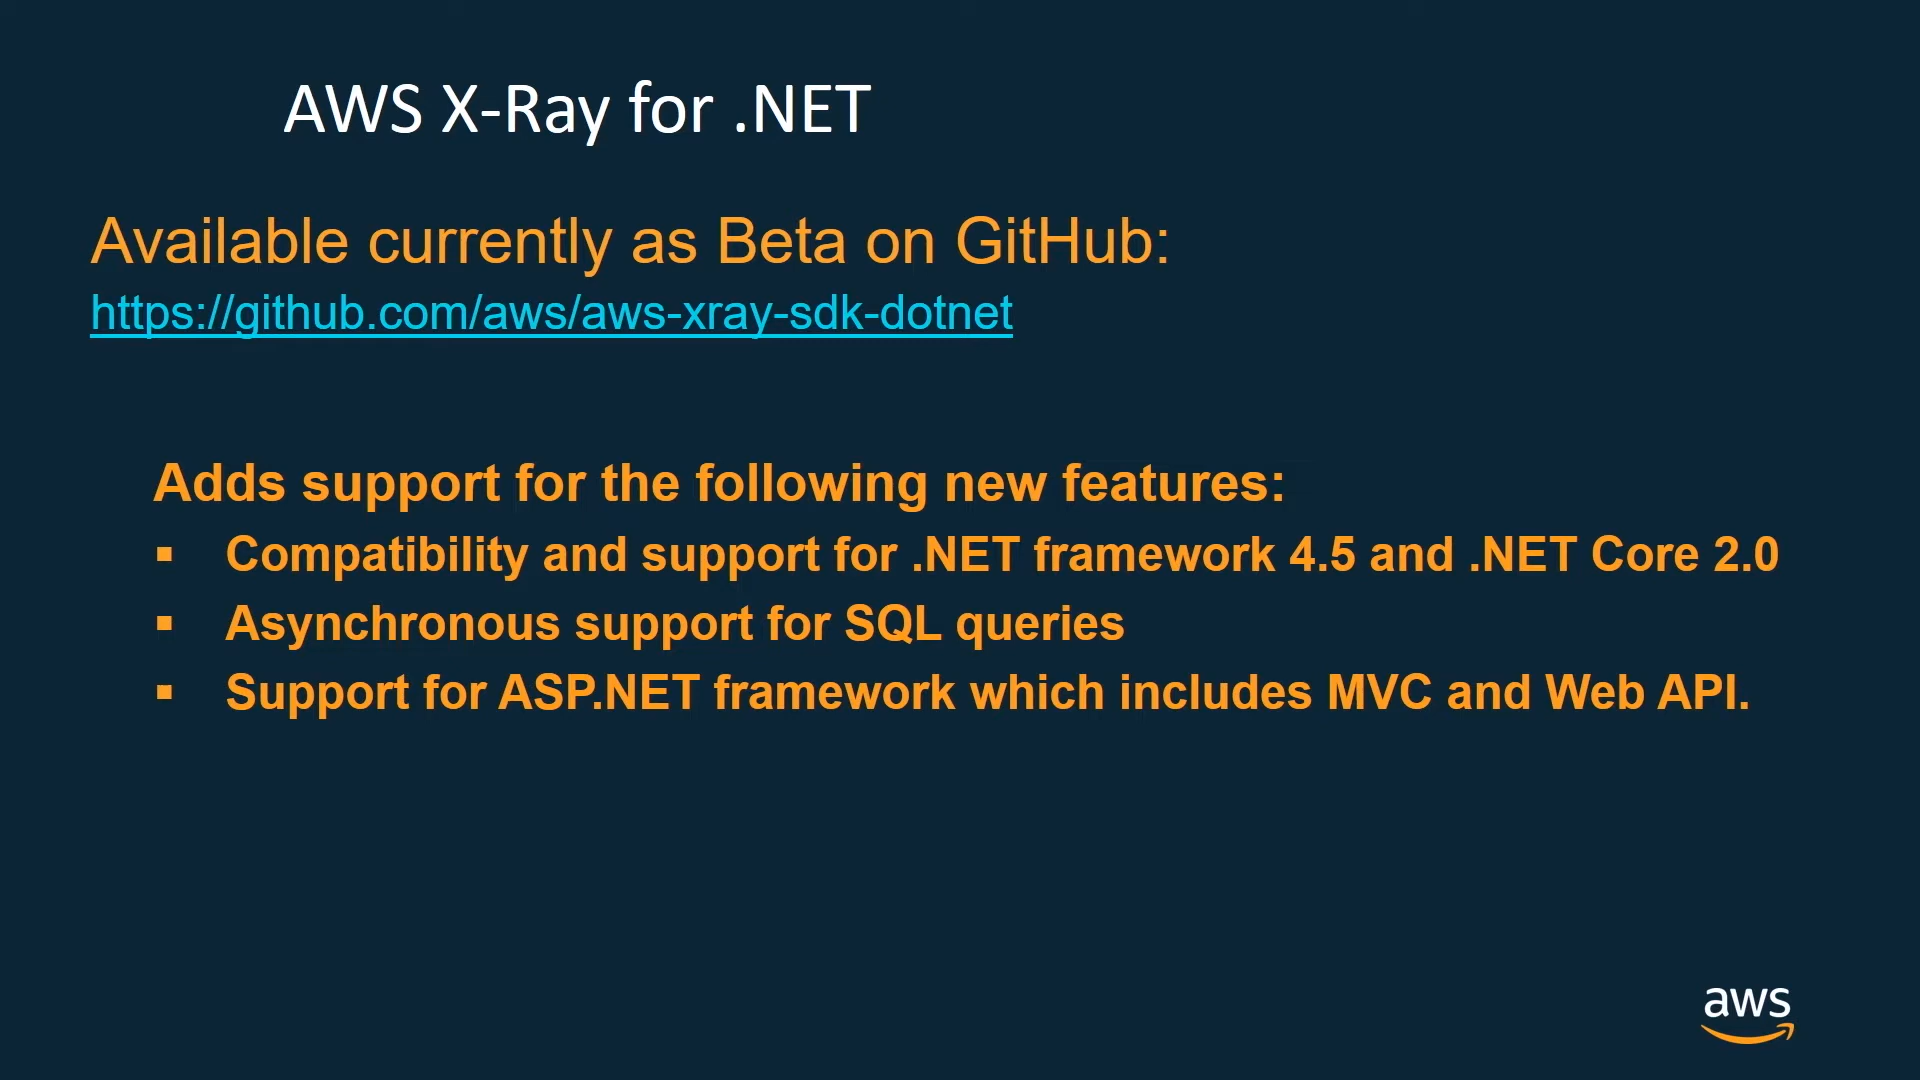 AWS X-Ray for .NET
Available currently as Beta on GitHub:
https://github.com/aws/aws-xray-sdk-dotnet
Adds support for the following new features:
▪ Compatibility and support for .NET framework 4.5 and .NET Core 2.0
▪ Asynchronous support for SQL queries
▪ Support for ASP.NET framework which includes MVC and Web API.
aws